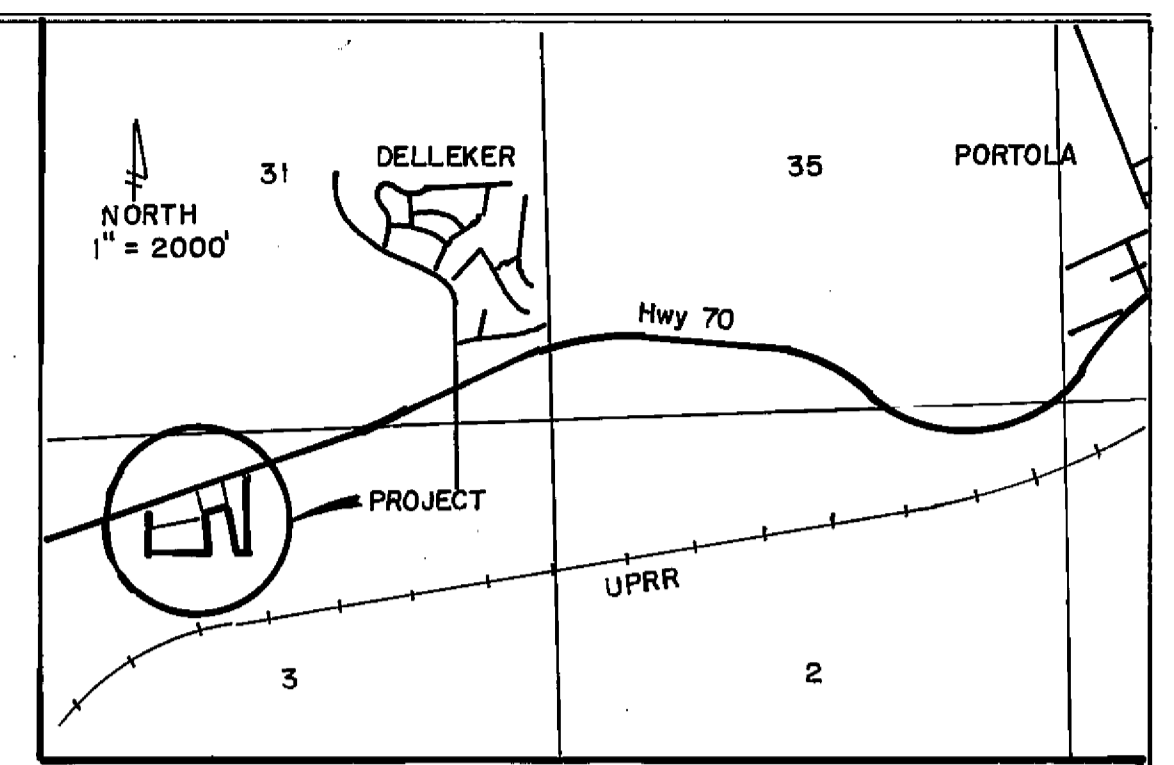 31
DELLEKER
35
PORTOLA
NORTH
1" = 2000'
Hwy 70
PROJECT
UPRR
3
2